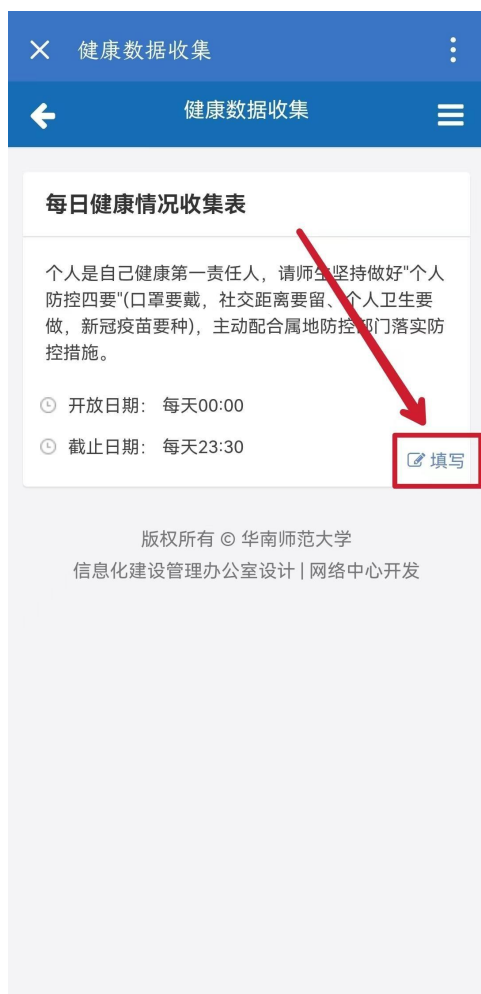 健康数据收集
健康数据收集
每日健康情况收集表
个人是自己健康第一责任人，请师生坚持做好"个人
防控四要"(口罩要戴，社交距离要留、个人卫生要
做，新冠疫苗要种)，主动配合属地防控部门落实防
控措施。
开放日期： 每天00:00
截止日期： 每天23:30
填写
版权所有 © 华南师范大学
信息化建设管理办公室设计 | 网络中心开发